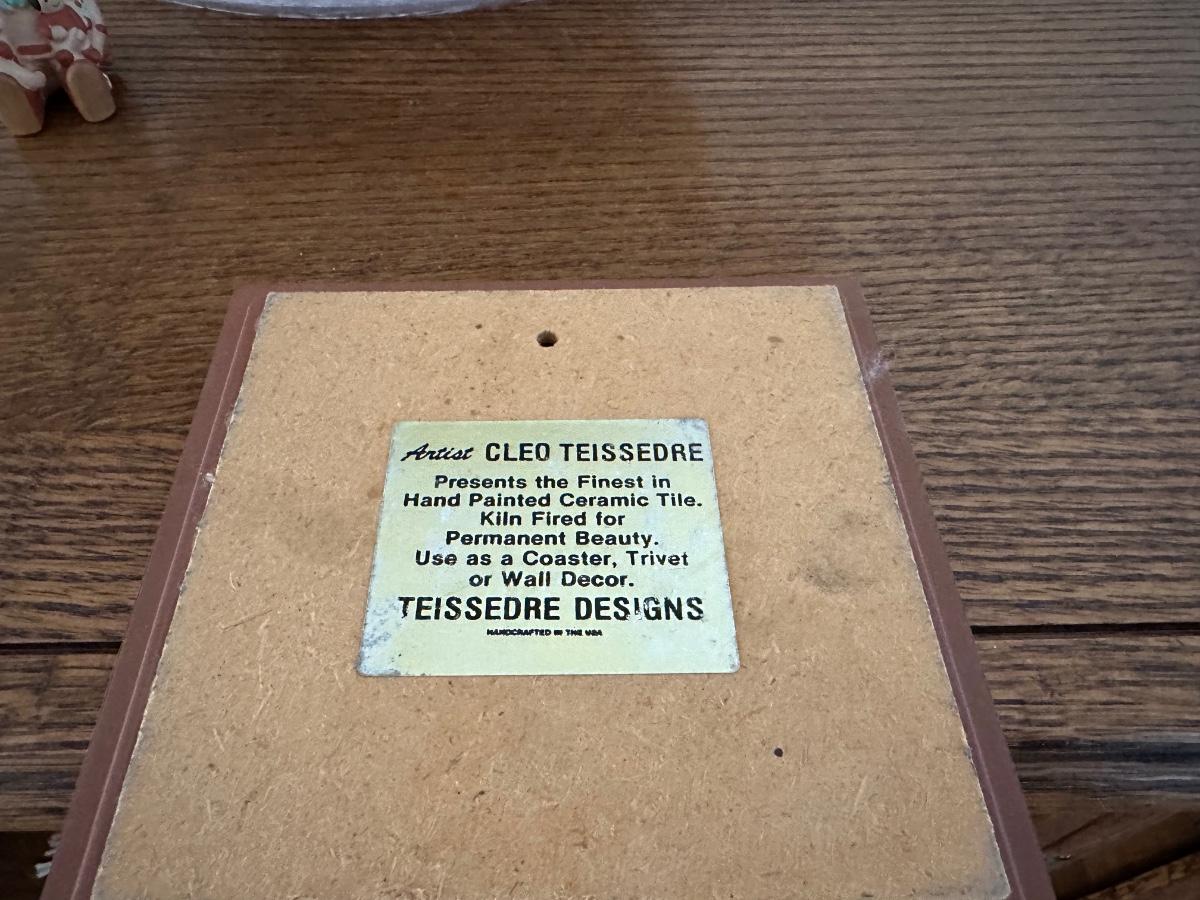 Artist CLEO TEISSEDRE
Presents the Finest in
Hand Painted Ceramic Tile.
Kiln Fired for
Permanent Beauty.
Use as a Coaster, Trivet
or Wall Decor.
TEISSEDRE DESIGNS
HANDCRAFTED IN THE USA